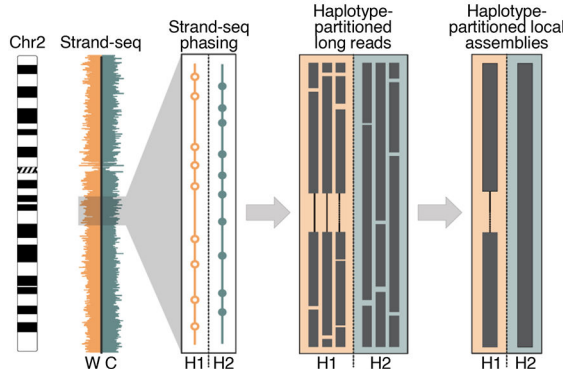 Chr2
Strand-seq
Strand-seq
phasing
Haplotype-
partitioned
long reads
Haplotype-
partitioned local
assemblies
W C
H1 H2
H1 H2
H1 H2